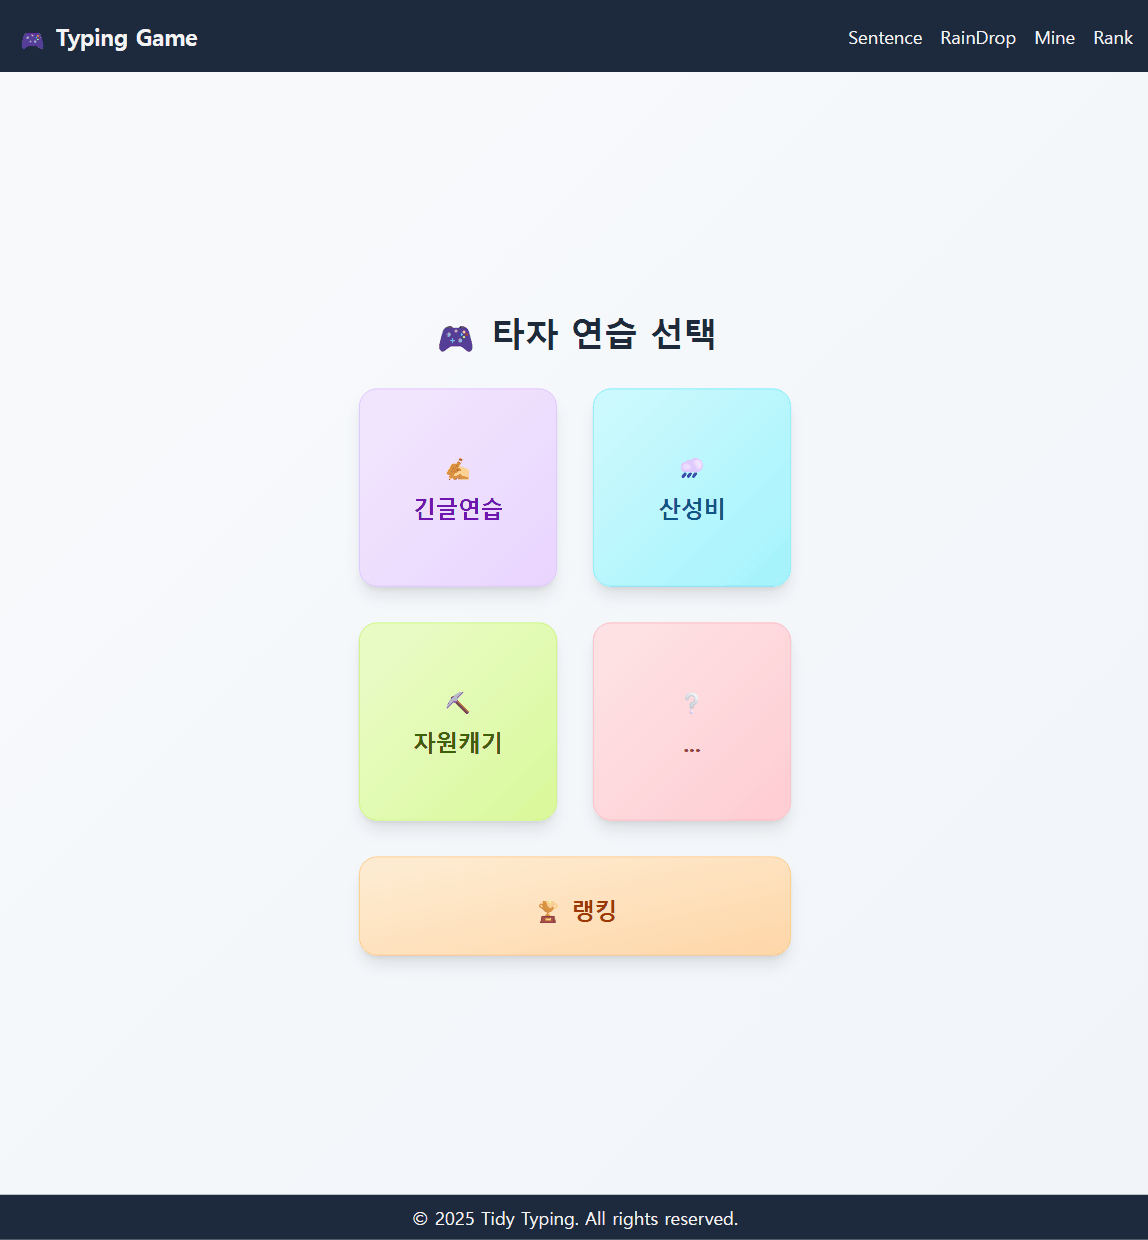 🎮 Typing Game
Sentence RainDrop Mine Rank
🎮 타자 연습 선택
✍️
긴글연습
🌧️
산성비
⛏️
자원캐기
❔
...
🏆 랭킹
© 2025 Tidy Typing. All rights reserved.